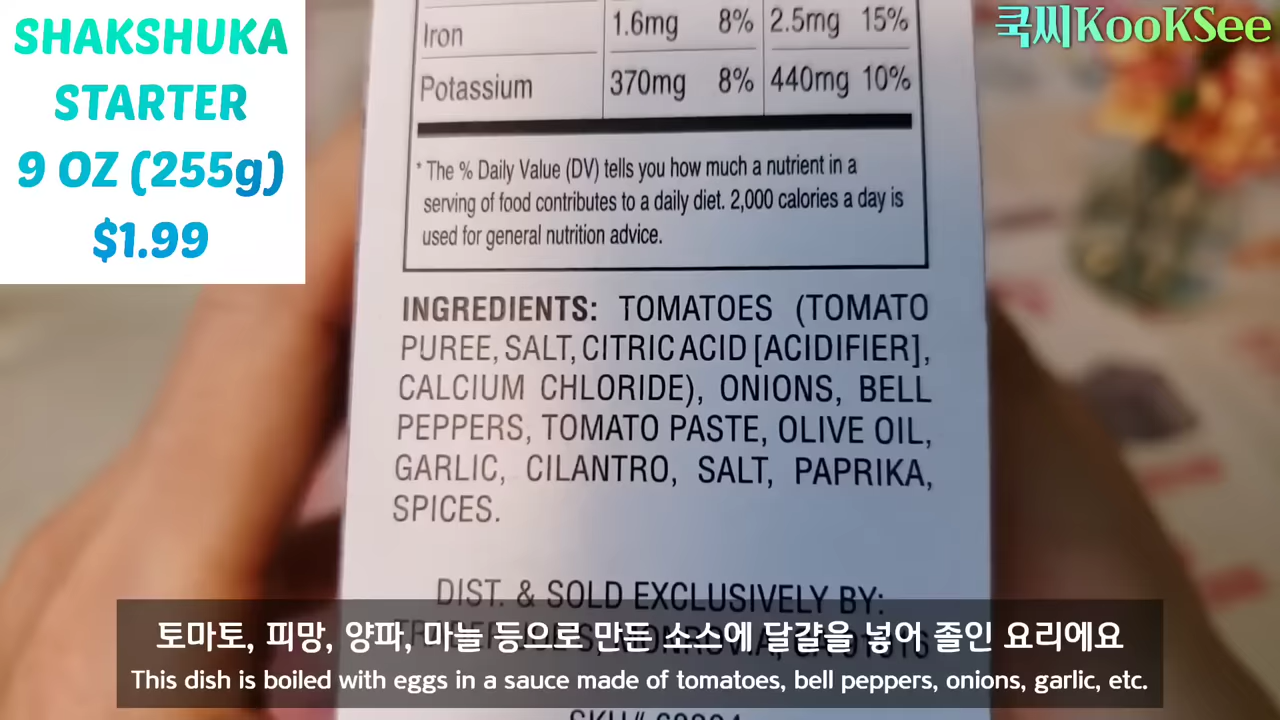 SHAKSHUKA
STARTER
9 OZ (255g)
$1.99
쿡씨KooKSee
Iron 1.6mg 8% 2.5mg 15%
Potassium 370mg 8% 440mg 10%
* The % Daily Value (DV) tells you how much a nutrient in a
serving of food contributes to a daily diet. 2,000 calories a day is
used for general nutrition advice.
INGREDIENTS: TOMATOES (TOMATO
PUREE, SALT, CITRIC ACID [ACIDIFIER],
CALCIUM CHLORIDE), ONIONS, BELL
PEPPERS, TOMATO PASTE, OLIVE OIL,
GARLIC, CILANTRO, SALT, PAPRIKA,
SPICES.
DIST. & SOLD EXCLUSIVELY BY:
토마토, 피망, 양파, 마늘 등으로 만든 소스에 달걀을 넣어 졸인 요리에요
This dish is boiled with eggs in a sauce made of tomatoes, bell peppers, onions, garlic, etc.